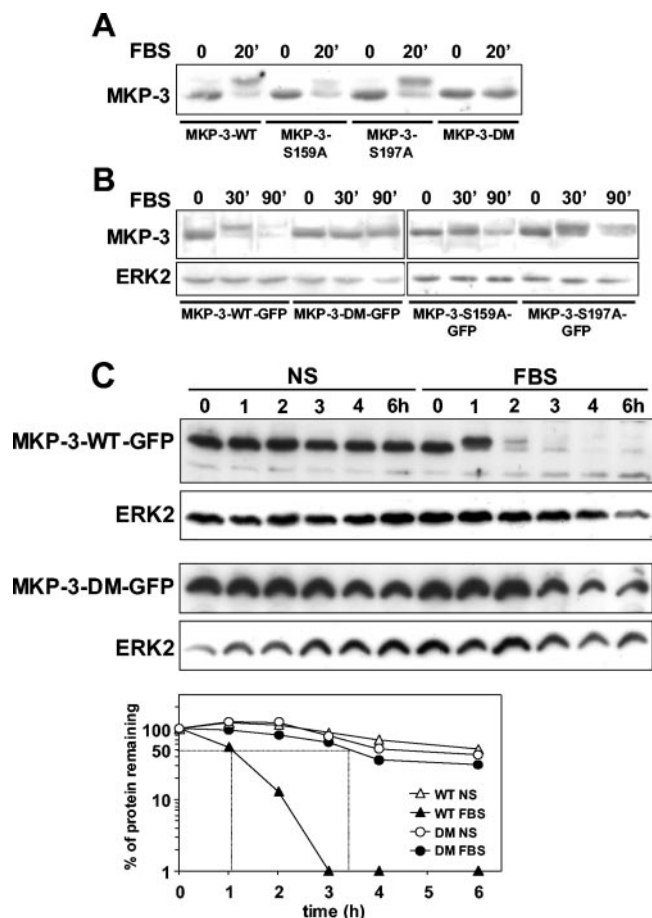 A
FBS 0 20' 0 20' 0 20' 0 20'
MKP-3
MKP-3-WT MKP-3-S159A MKP-3-S197A MKP-3-DM
B
FBS 0 30' 90' 0 30' 90' 0 30' 90' 0 30' 90'
MKP-3
ERK2
MKP-3-WT-GFP MKP-3-DM-GFP MKP-3-S159A-GFP MKP-3-S197A-GFP
C
NS FBS
0 1 2 3 4 6h 0 1 2 3 4 6h
MKP-3-WT-GFP
ERK2
MKP-3-DM-GFP
ERK2
% of protein remaining
100
50
10
1
WT NS
WT FBS
DM NS
DM FBS
0 1 2 3 4 5 6
time (h)